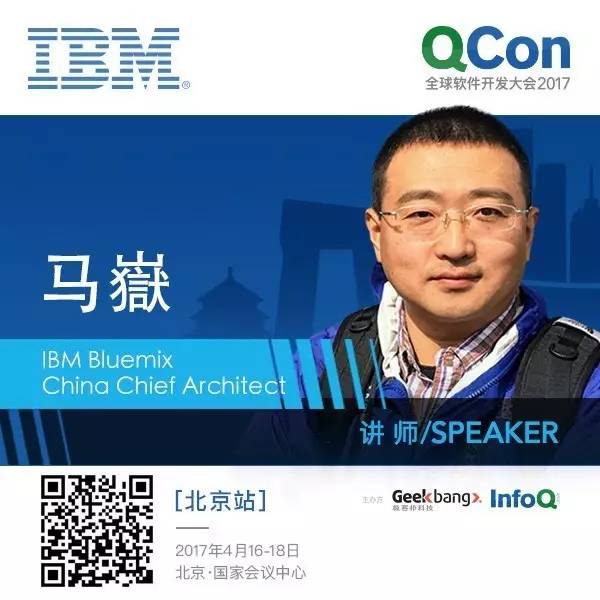 IBM®
QCon
全球软件开发大会2017
马嶽
IBM Bluemix
China Chief Architect
讲 师/SPEAKER
[北京站]
主办方 Geekbang>. InfoQ
极客邦科技
2017年4月16-18日
北京·国家会议中心